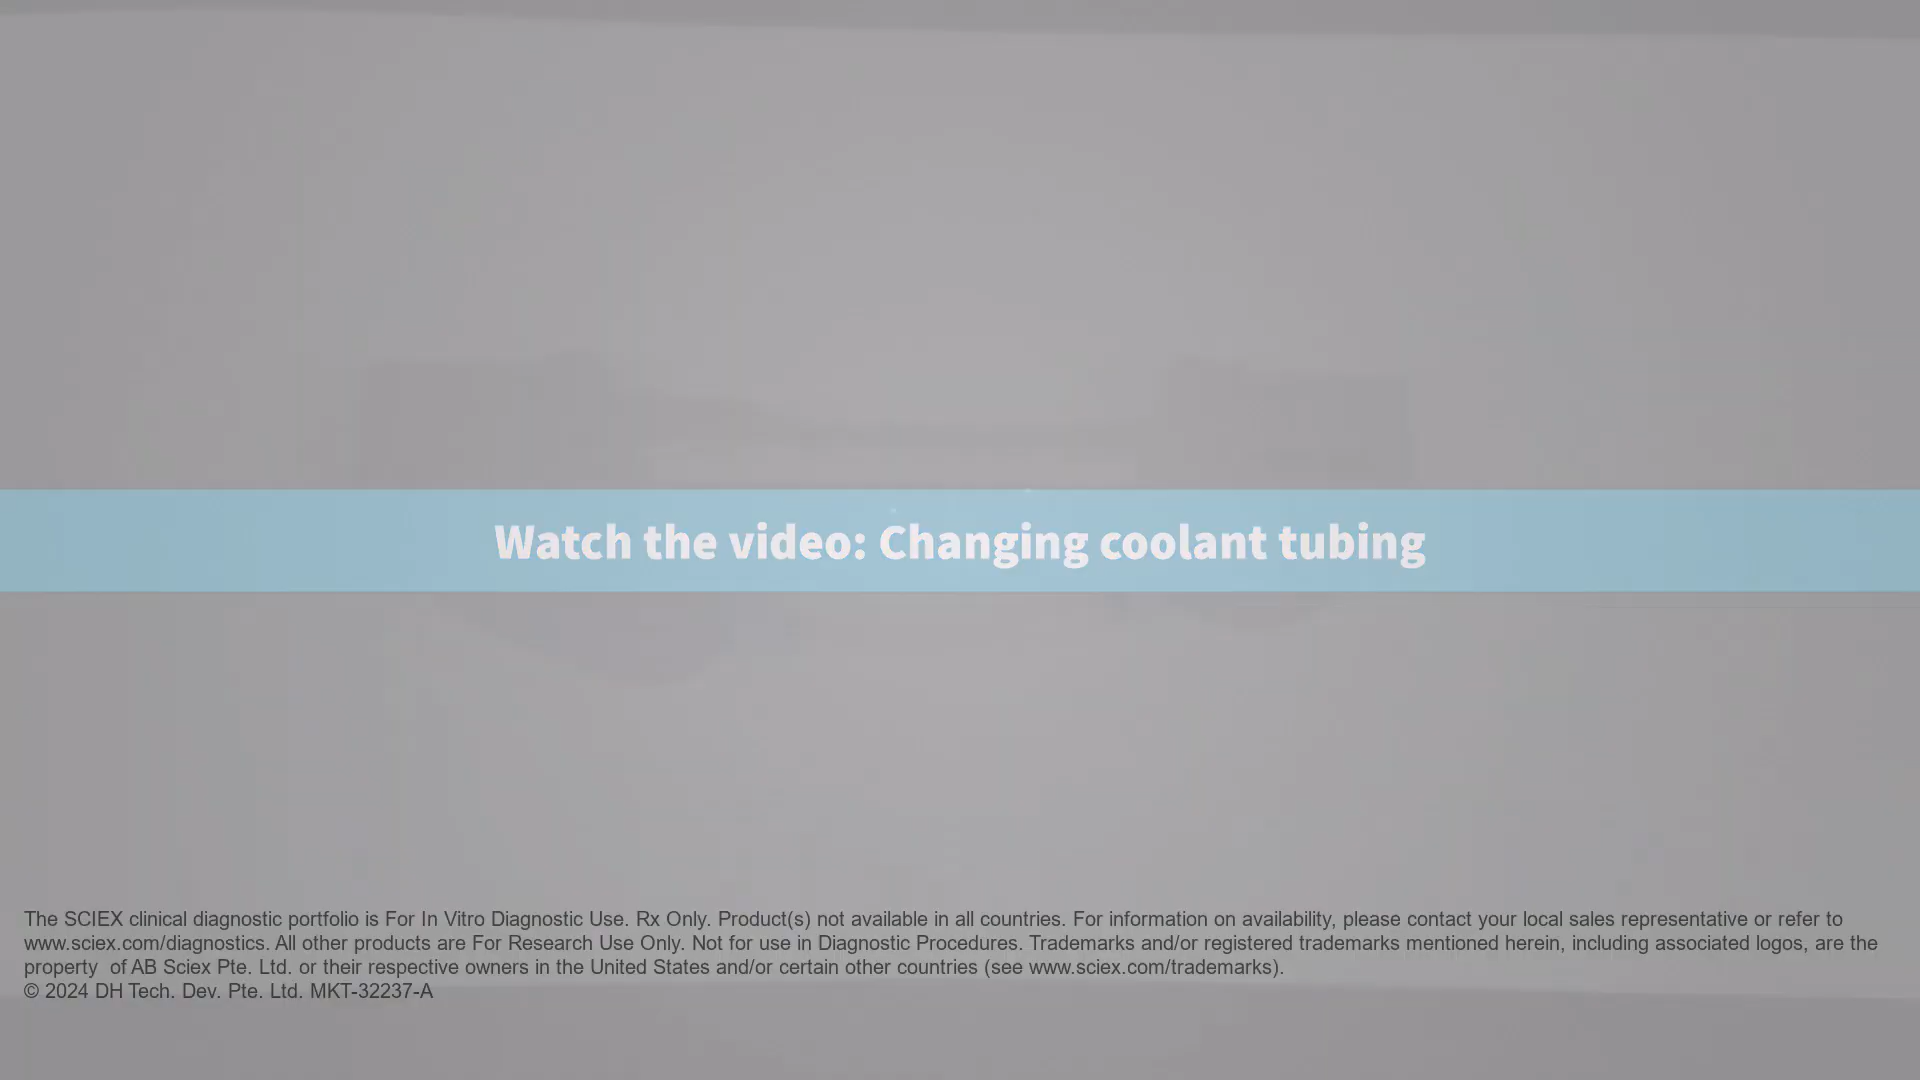 Watch the video: Changing coolant tubing
The SCIEX clinical diagnostic portfolio is For In Vitro Diagnostic Use. Rx Only. Product(s) not available in all countries. For information on availability, please contact your local sales representative or refer to
www.sciex.com/diagnostics. All other products are For Research Use Only. Not for use in Diagnostic Procedures. Trademarks and/or registered trademarks mentioned herein, including associated logos, are the
property of AB Sciex Pte. Ltd. or their respective owners in the United States and/or certain other countries (see www.sciex.com/trademarks).
© 2024 DH Tech. Dev. Pte. Ltd. MKT-32237-A